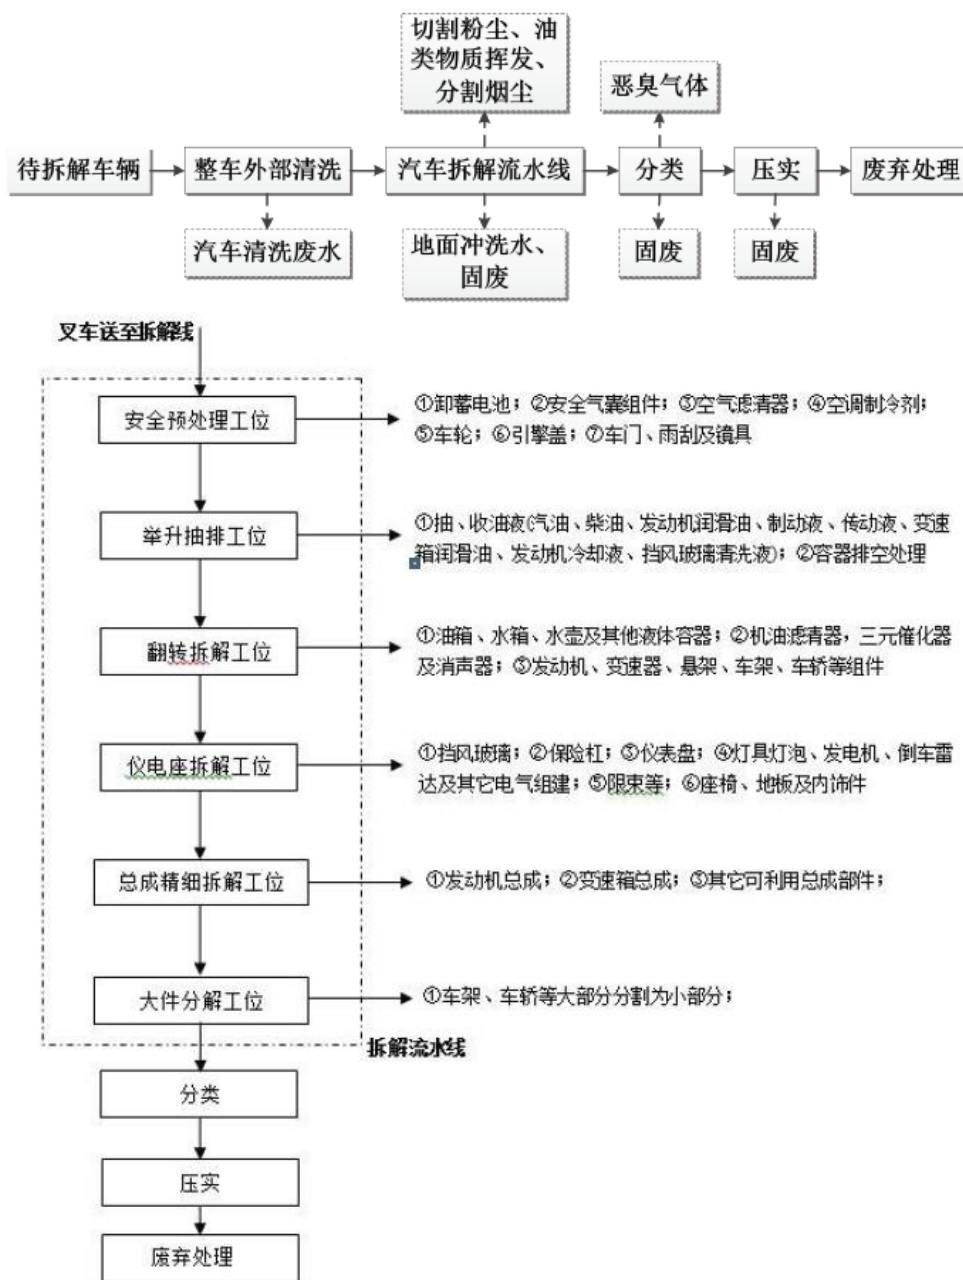 切割粉尘、油
类物质挥发、
分割烟尘
恶臭气体
待拆解车辆
整车外部清洗
汽车拆解流水线
分类
压实
废弃处理
汽车清洗废水
地面冲洗水、
固废
固废
固废
叉车送至拆解线
安全预处理工位
①卸蓄电池；②安全气囊组件；③空气滤清器；④空调制冷剂；
⑤车轮；⑥引擎盖；⑦车门、雨刮及镜具
举升抽排工位
①抽、收油液(汽油、柴油、发动机润滑油、制动液、传动液、变速
箱润滑油、发动机冷却液、挡风玻璃清洗液)；②容器排空处理
翻转拆解工位
①油箱、水箱、水壶及其他液体容器；②机油滤清器，三元催化器
及消声器；③发动机、变速器、悬架、车架、车轿等组件
仪电座拆解工位
①挡风玻璃；②保险杠；③仪表盘；④灯具灯泡、发电机、倒车雷
达及其它电气组建；⑤限束等；⑥座椅、地板及内饰件
总成精细拆解工位
①发动机总成；②变速箱总成；③其它可利用总成部件；
大件分解工位
①车架、车轿等大部分分割为小部分；
拆解流水线
分类
压实
废弃处理